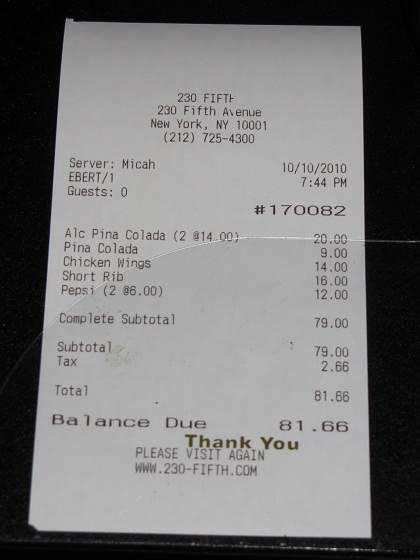 230 FIFTH
230 Fifth Avenue
New York, NY 10001
(212) 725-4300
Server: Micah 10/10/2010
EBERT/1 7:44 PM
Guests: 0
#170082
Alc Pina Colada (2 @14.00) 28.00
Pina Colada 9.00
Chicken Wings 14.00
Short Rib 16.00
Pepsi (2 @6.00) 12.00
Complete Subtotal 79.00
Subtotal 79.00
Tax 2.66
Total 81.66
Balance Due 81.66
Thank You
PLEASE VISIT AGAIN
WWW.230-FIFTH.COM